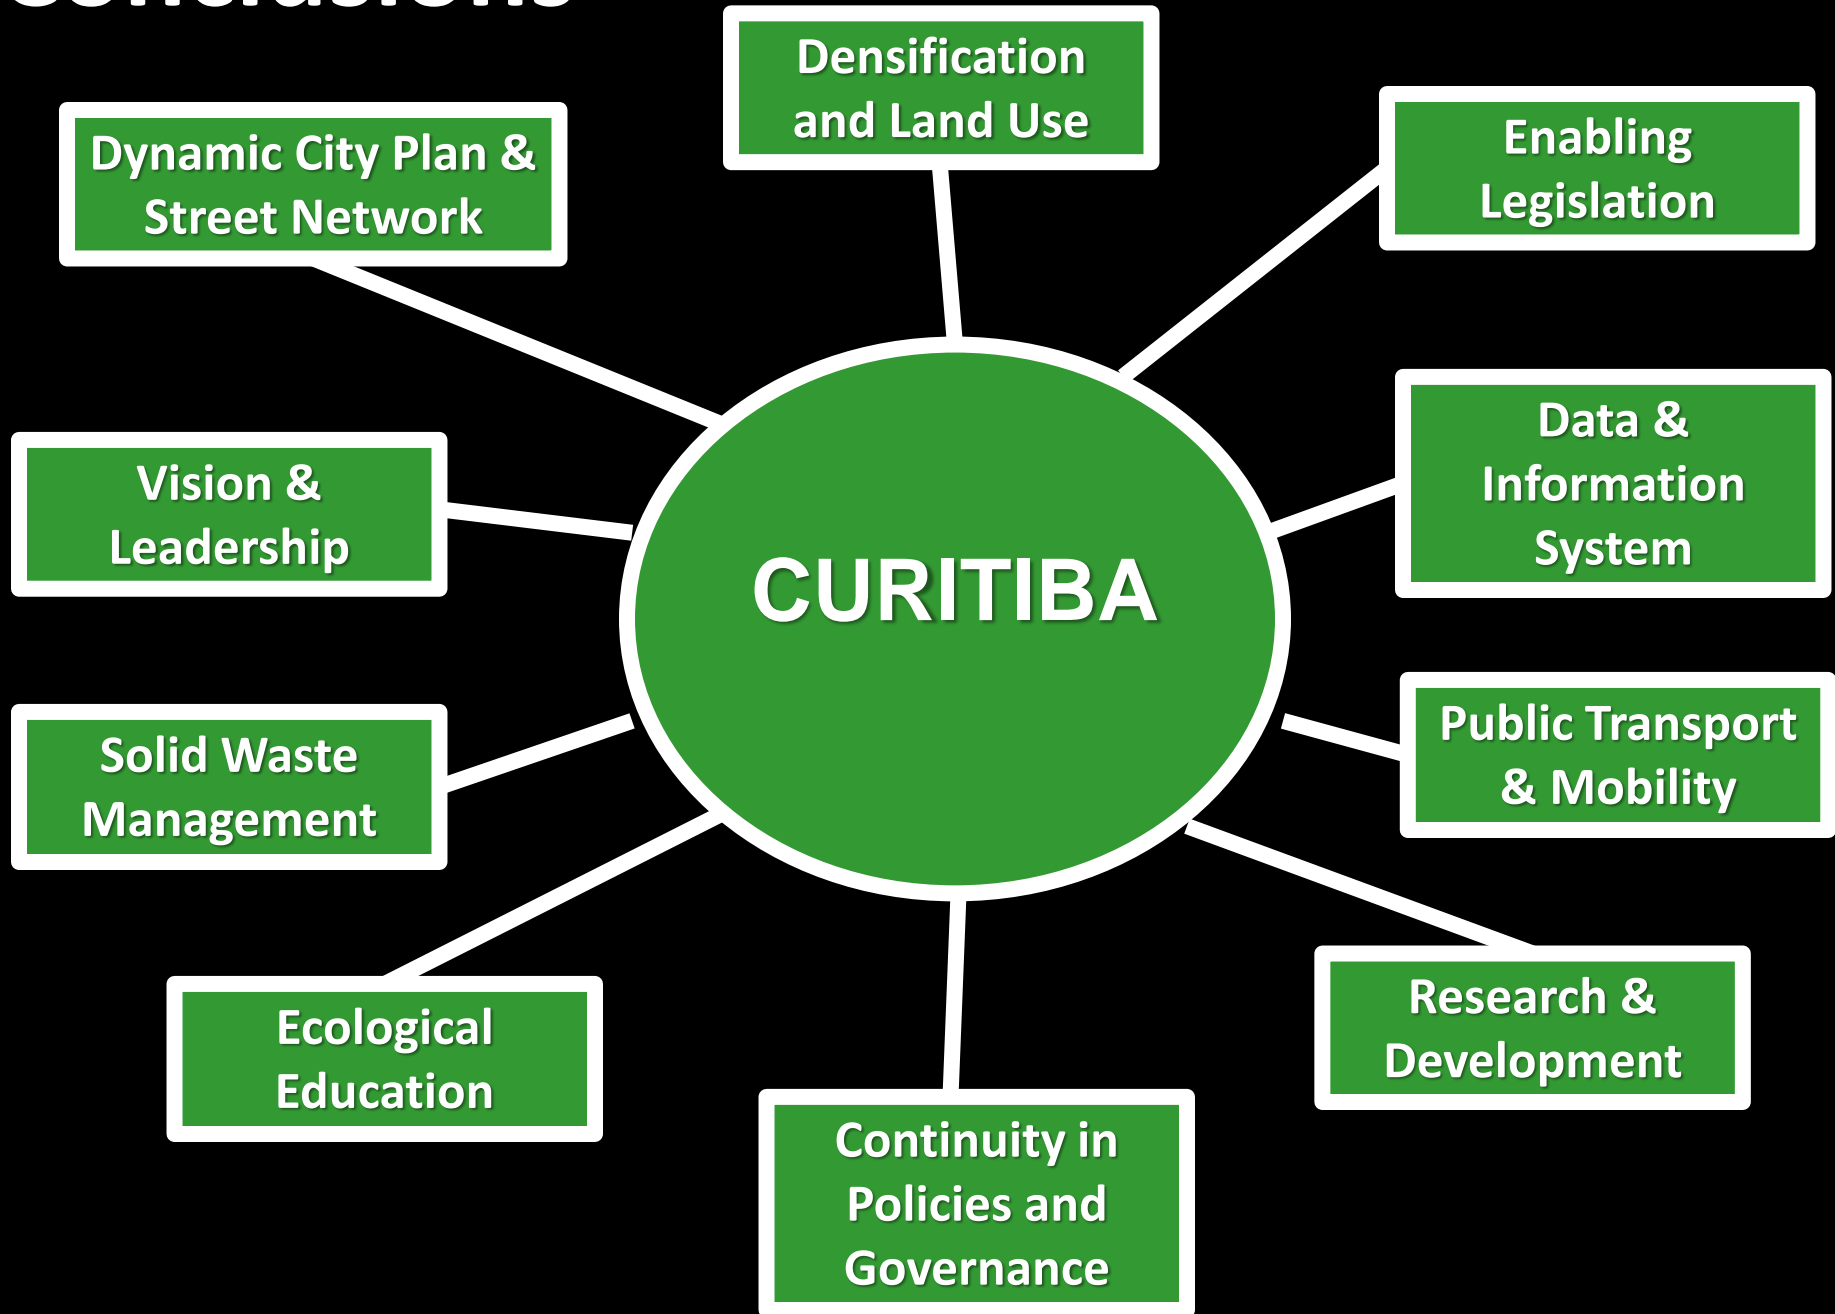 Conclusions
Densification
and Land Use
Dynamic City Plan &
Street Network
Enabling
Legislation
Data &
Information
System
Vision &
Leadership
CURITIBA
Public Transport
& Mobility
Solid Waste
Management
Research &
Development
Ecological
Education
Continuity in
Policies and
Governance